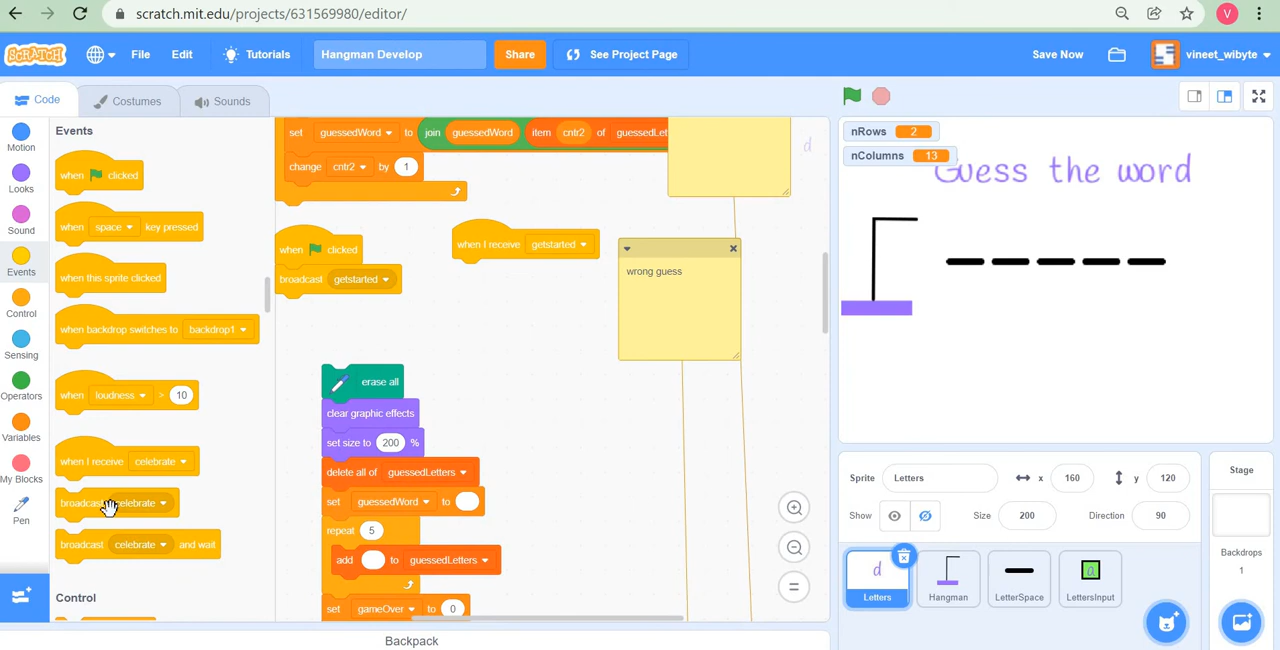 scratch.mit.edu/projects/631569980/editor/
V
SCRATCH
File
Edit
Tutorials
Hangman Develop
Share
See Project Page
Save Now
vineet_wibyte
Code
Costumes
Sounds
Motion
Looks
Sound
Events
Control
Sensing
Operators
Variables
My Blocks
Pen
Events
when clicked
when space key pressed
when this sprite clicked
when backdrop switches to backdrop1
when loudness > 10
when I receive celebrate
broadcast celebrate
broadcast celebrate and wait
Control
set guessedWord to join guessedWord item cntr2 of guessedLet
change cntr2 by 1
when clicked
broadcast getstarted
when I receive getstarted
wrong guess
erase all
clear graphic effects
set size to 200 %
delete all of guessedLetters
set guessedWord to
repeat 5
add to guessedLetters
set gameOver to 0
d
Backpack
nRows 2
nColumns 13
Guess the word
Sprite Letters x 160 y 120
Show Size 200 Direction 90
d
Letters
Hangman
LetterSpace
a
LettersInput
Stage
Backdrops
1